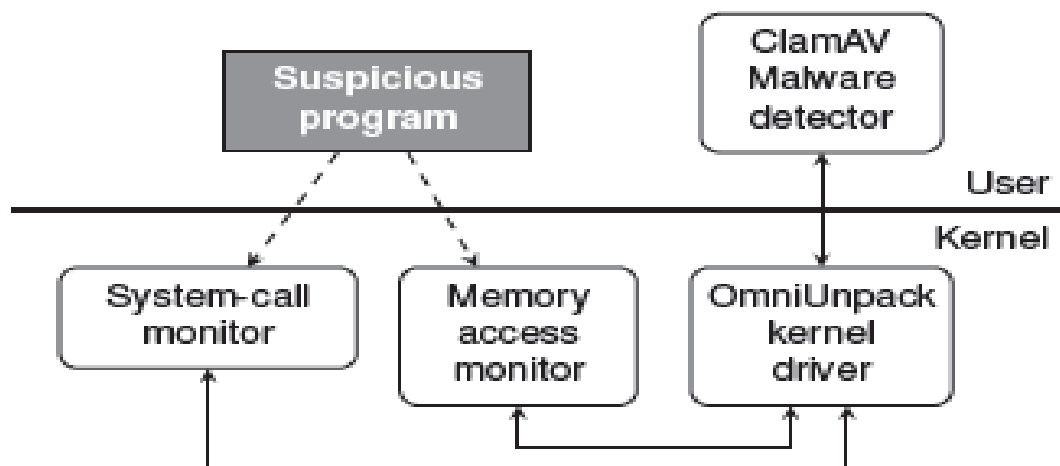 Suspicious
program
ClamAV
Malware
detector
User
Kernel
System-call
monitor
Memory
access
monitor
OmniUnpack
kernel
driver